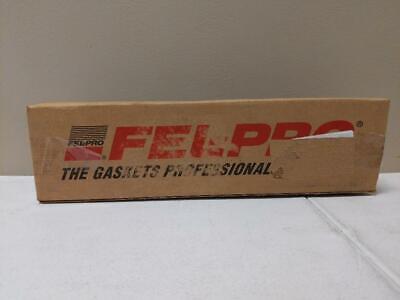 FEL-PRO
®
FEL-PRO®
THE GASKETS PROFESSIONAL